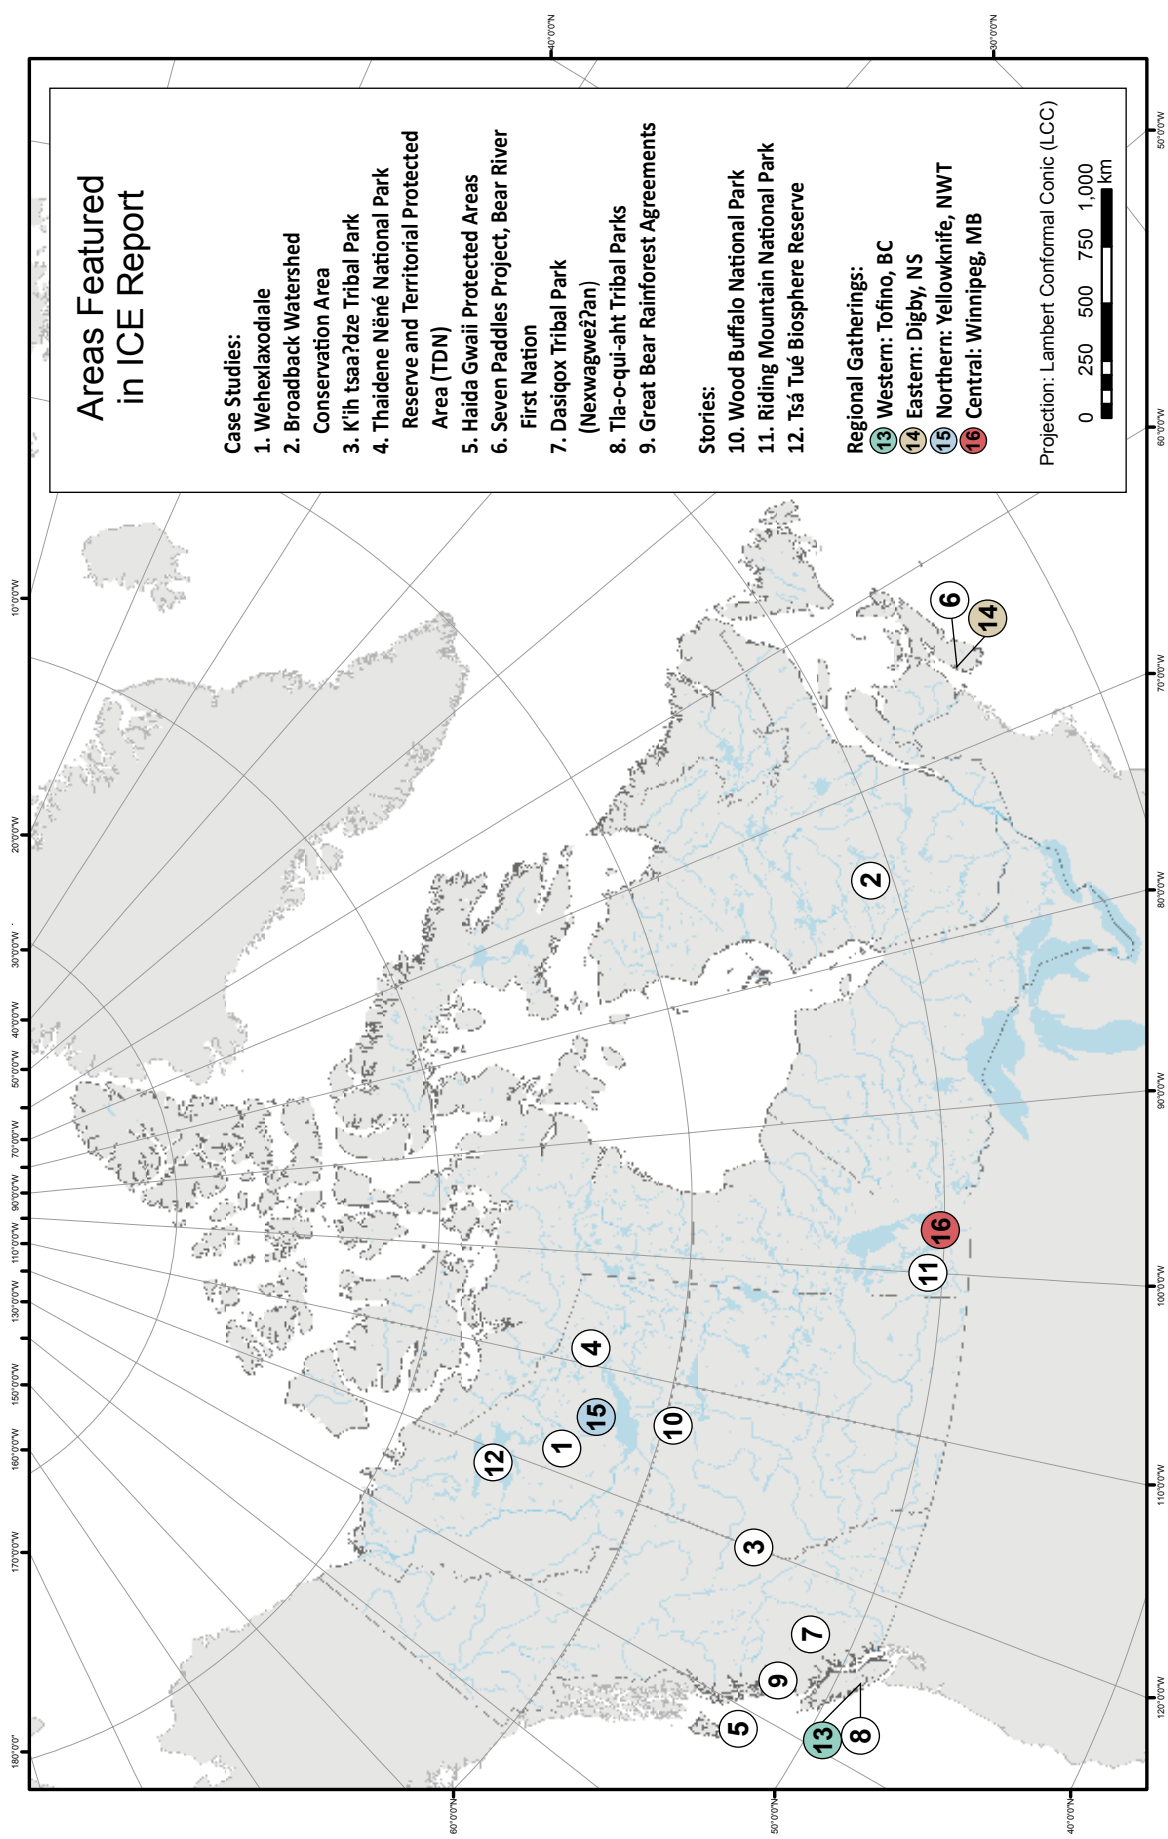 Areas Featured
in ICE Report
Case Studies:
1. Wehexlaxodıale
2. Broadback Watershed
Conservation Area
3. K'ih tsaaʔdze Tribal Park
4. Thaidene Nëné National Park
Reserve and Territorial Protected
Area (TDN)
5. Haida Gwaii Protected Areas
6. Seven Paddles Project, Bear River
First Nation
7. Dasiqox Tribal Park
(Nexwagweẑʔan)
8. Tla-o-qui-aht Tribal Parks
9. Great Bear Rainforest Agreements
Stories:
10. Wood Buffalo National Park
11. Riding Mountain National Park
12. Tsá Tué Biosphere Reserve
Regional Gatherings:
13 Western: Tofino, BC
14 Eastern: Digby, NS
15 Northern: Yellowknife, NWT
16 Central: Winnipeg, MB
Projection: Lambert Conformal Conic (LCC)
0 250 500 750 1,000
km
180°0'0"
170°0'0"W
160°0'0"W
150°0'0"W
130°0'0"W
110°0'0"W
90°0'0"W
70°0'0"W
50°0'0"W
40°0'0"W
30°0'0"W
20°0'0"W
10°0'0"W
40°0'0"N
30°0'0"N
60°0'0"N
50°0'0"N
40°0'0"N
120°0'0"W
110°0'0"W
100°0'0"W
90°0'0"W
80°0'0"W
70°0'0"W
60°0'0"W
50°0'0"W
12
1
15
4
10
3
7
9
5
13
8
11
16
2
6
14